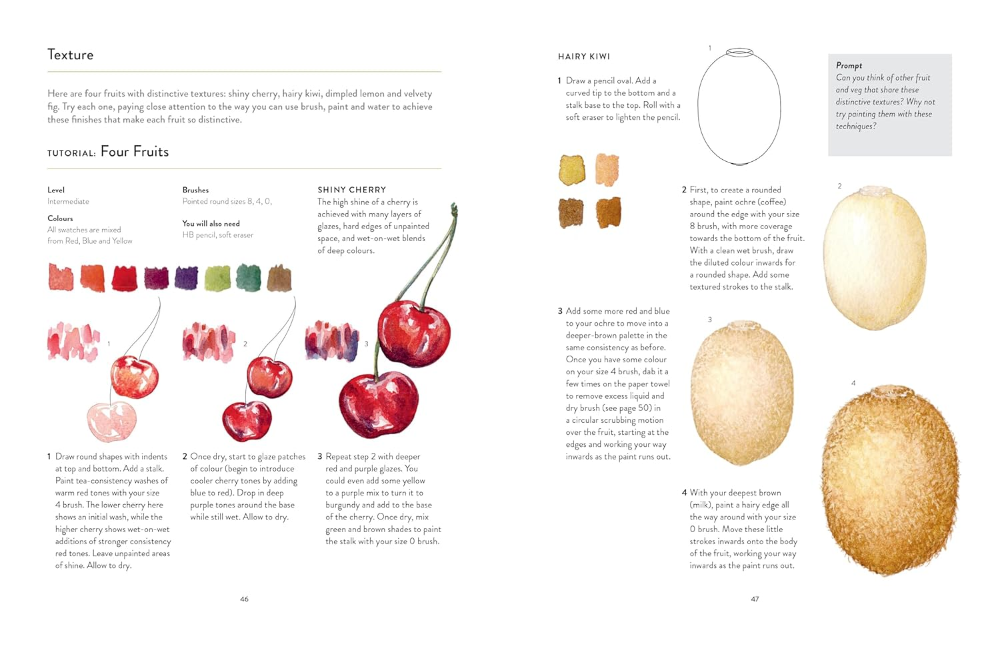 Texture
Here are four fruits with distinctive textures: shiny cherry, hairy kiwi, dimpled lemon and velvety
fig. Try each one, paying close attention to the way you can use brush, paint and water to achieve
these finishes that make each fruit so distinctive.
TUTORIAL: Four Fruits
Level
Intermediate
Colours
All swatches are mixed
from Red, Blue and Yellow
Brushes
Pointed round sizes 8, 4, 0,
You will also need
HB pencil, soft eraser
SHINY CHERRY
The high shine of a cherry is
achieved with many layers of
glazes, hard edges of unpainted
space, and wet-on-wet blends
of deep colours.
1
2
3
1 Draw round shapes with indents
at top and bottom. Add a stalk.
Paint tea-consistency washes of
warm red tones with your size
4 brush. The lower cherry here
shows an initial wash, while the
higher cherry shows wet-on-wet
additions of stronger consistency
red tones. Leave unpainted areas
of shine. Allow to dry.
2 Once dry, start to glaze patches
of colour (begin to introduce
cooler cherry tones by adding
blue to red). Drop in deep
purple tones around the base
while still wet. Allow to dry.
3 Repeat step 2 with deeper
red and purple glazes. You
could even add some yellow
to a purple mix to turn it to
burgundy and add to the base
of the cherry. Once dry, mix
green and brown shades to paint
the stalk with your size 0 brush.
46
HAIRY KIWI
1 Draw a pencil oval. Add a
curved tip to the bottom and a
stalk base to the top. Roll with a
soft eraser to lighten the pencil.
1
Prompt
Can you think of other fruit
and veg that share these
distinctive textures? Why not
try painting them with these
techniques?
2 First, to create a rounded
shape, paint ochre (coffee)
around the edge with your size
8 brush, with more coverage
towards the bottom of the fruit.
With a clean wet brush, draw
the diluted colour inwards for
a rounded shape. Add some
textured strokes to the stalk.
2
3 Add some more red and blue
to your ochre to move into a
deeper-brown palette in the
same consistency as before.
Once you have some colour
on your size 4 brush, dab it a
few times on the paper towel
to remove excess liquid and
dry brush (see page 50) in
a circular scrubbing motion
over the fruit, starting at the
edges and working your way
inwards as the paint runs out.
3
4
4 With your deepest brown
(milk), paint a hairy edge all
the way around with your size
0 brush. Move these little
strokes inwards onto the body
of the fruit, working your way
inwards as the paint runs out.
47